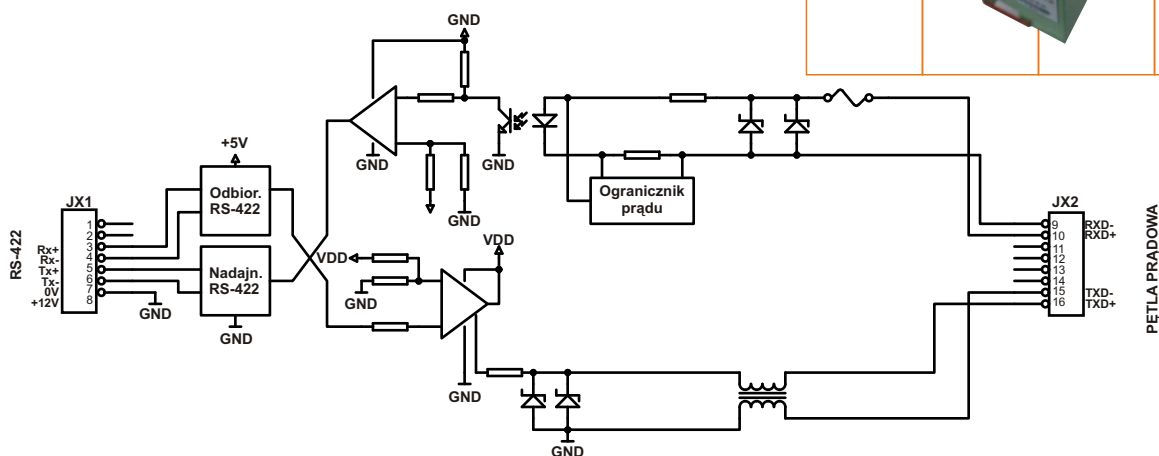 GND
+5V
GND
GND
GND
Odbior.
RS-422
Ogranicznik
prądu
JX1
JX2
RS-422
1
2
3
4
5
6
7
8
Rx+
Rx-
Tx+
Tx-
0V
+12V
Nadajn.
RS-422
GND
GND
VDD
VDD
GND
GND
GND
9
10
11
12
13
14
15
16
RXD-
RXD+
TXD-
TXD+
PĘTLA PRĄDOWA